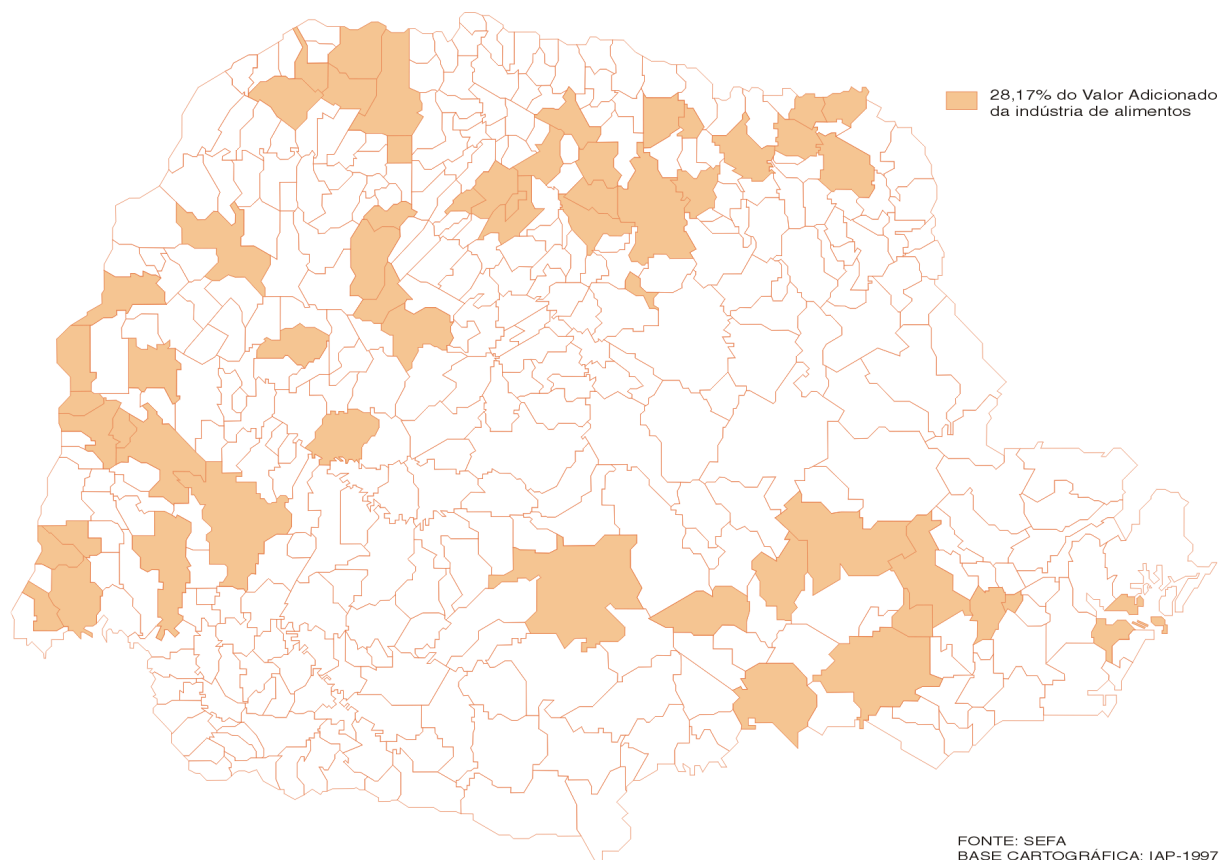 28,17% do Valor Adicionado
da indústria de alimentos
FONTE: SEFA
BASE CARTOGRÁFICA: IAP-1997